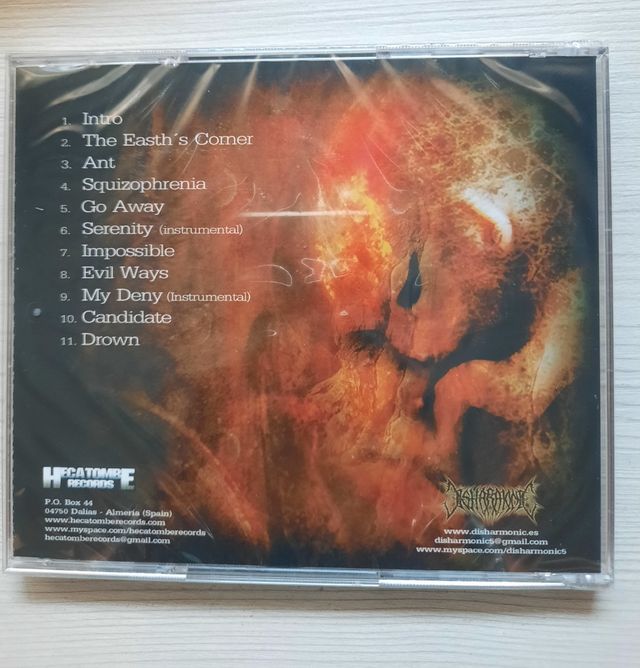 1. Intro
2. The Easth´s Corner
3. Ant
4. Squizophrenia
5. Go Away
6. Serenity (instrumental)
7. Impossible
8. Evil Ways
9. My Deny (Instrumental)
10. Candidate
11. Drown
HECATOMBE
RECORDS
P.O. Box 44
04750 Dalias - Almeria (Spain)
www.hecatomberecords.com
www.myspace.com/hecatomberecords
hecatomberecords@gmail.com
DISHARMONIC
www.disharmonic.es
disharmonic5@gmail.com
www.myspace.com/disharmonic5